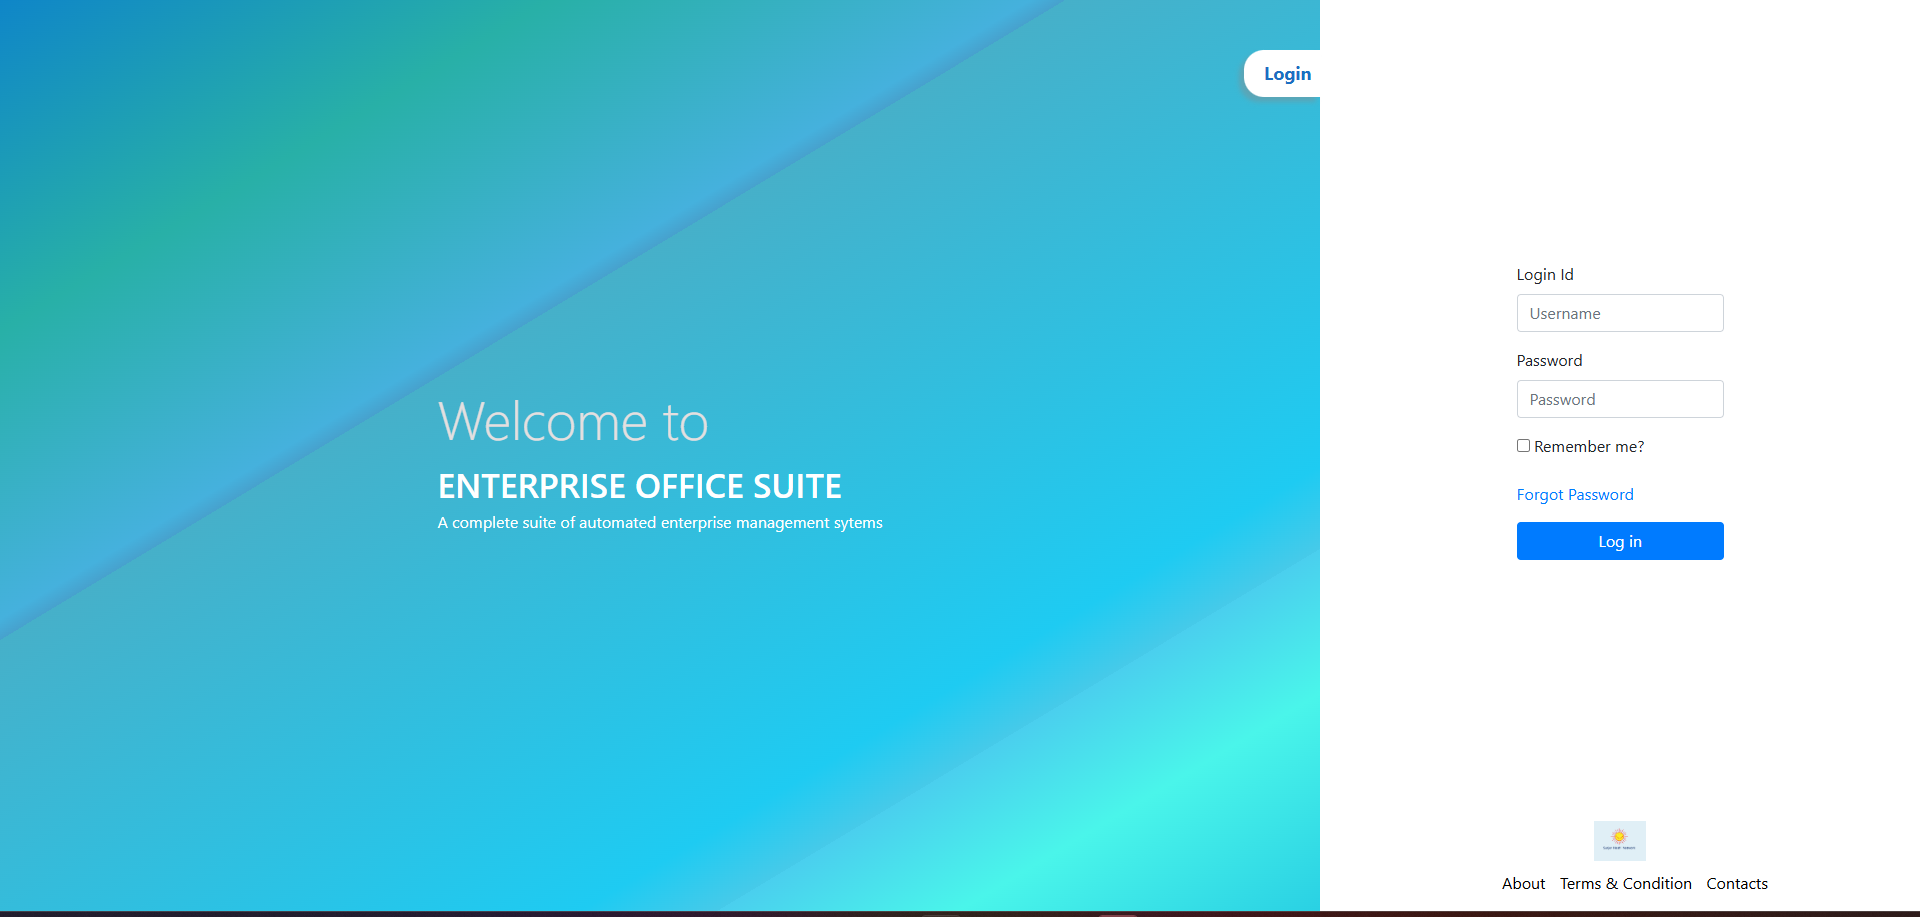 Login
Welcome to
ENTERPRISE OFFICE SUITE
A complete suite of automated enterprise management sytems
Login Id
Username
Password
Password
Remember me?
Forgot Password
Log in
About Terms & Condition Contacts